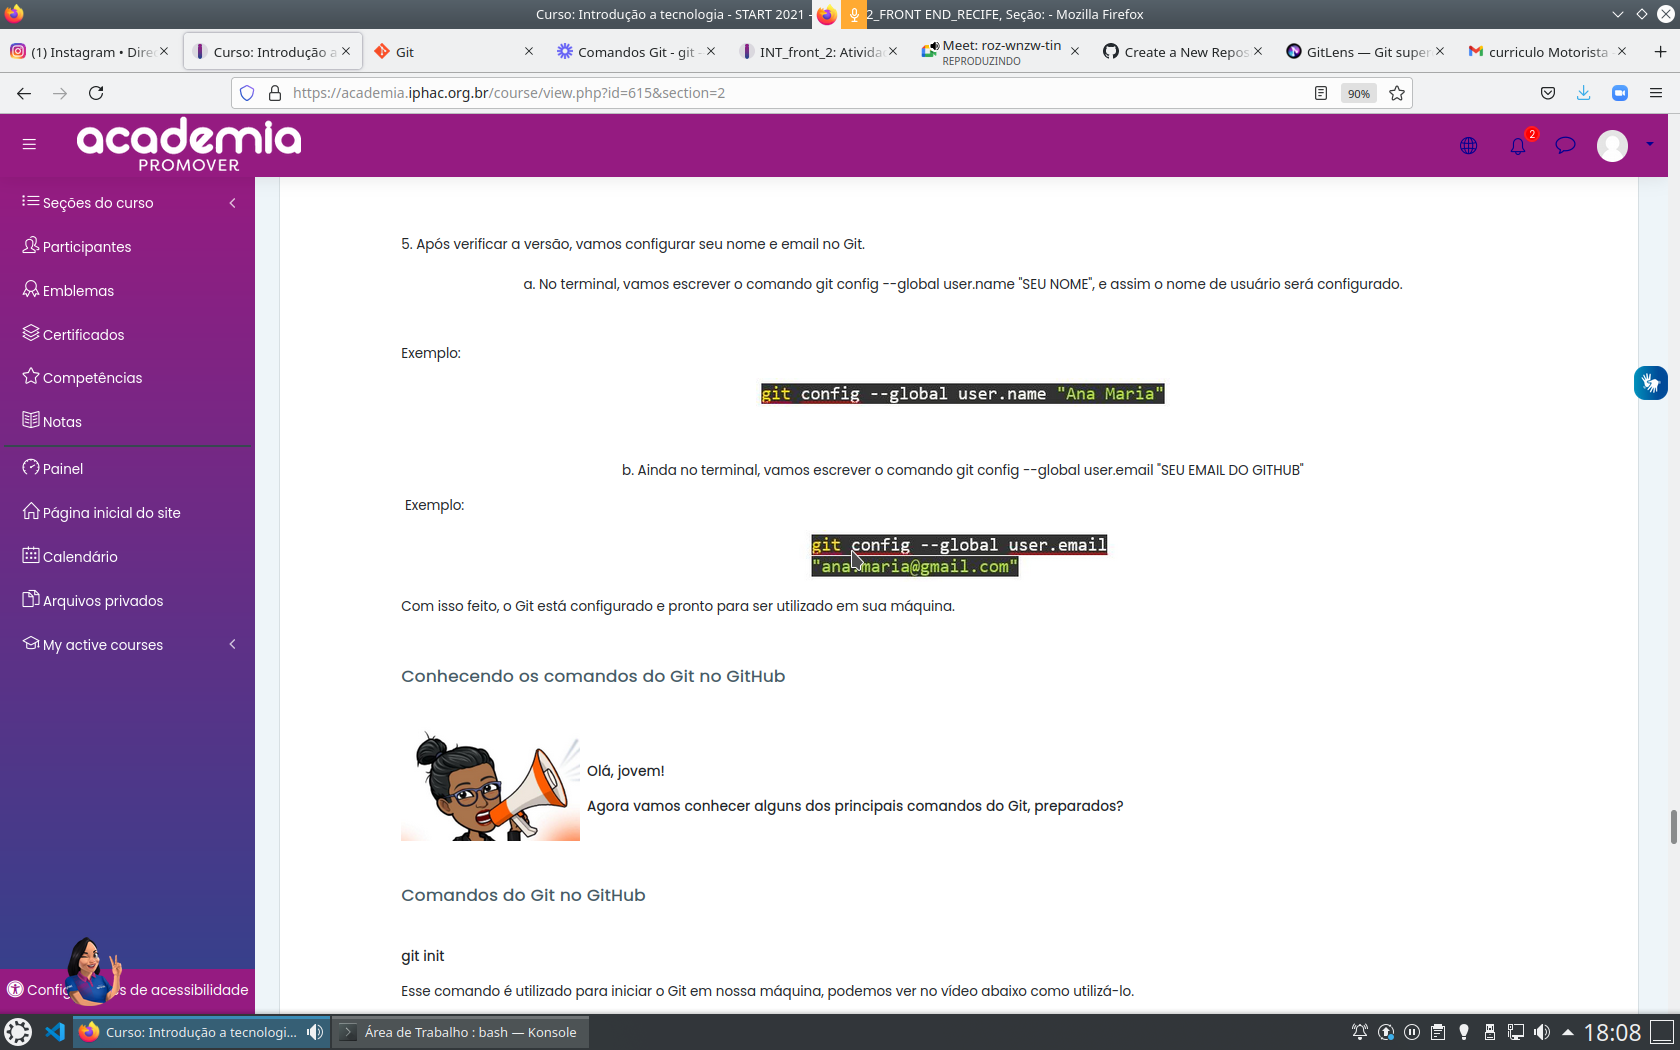 Curso: Introdução a tecnologia - START 2021 - 2_FRONT END_RECIFE, Seção: - Mozilla Firefox
(1) Instagram • Dire
Curso: Introdução a
Git
Comandos Git - git -
INT_front_2: Ativida
Meet: roz-wnzw-tin
REPRODUZINDO
Create a New Repos
GitLens — Git super
curriculo Motorista -
https://academia.iphac.org.br/course/view.php?id=615&section=2
90%
academia
PROMOVER
2
Seções do curso
Participantes
Emblemas
Certificados
Competências
Notas
Painel
Página inicial do site
Calendário
Arquivos privados
My active courses
Config s de acessibilidade
5. Após verificar a versão, vamos configurar seu nome e email no Git.
a. No terminal, vamos escrever o comando git config --global user.name "SEU NOME", e assim o nome de usuário será configurado.
Exemplo:
git config --global user.name "Ana Maria"
b. Ainda no terminal, vamos escrever o comando git config --global user.email "SEU EMAIL DO GITHUB"
Exemplo:
git config --global user.email
"ana.maria@gmail.com"
Com isso feito, o Git está configurado e pronto para ser utilizado em sua máquina.
Conhecendo os comandos do Git no GitHub
Olá, jovem!
Agora vamos conhecer alguns dos principais comandos do Git, preparados?
Comandos do Git no GitHub
git init
Esse comando é utilizado para iniciar o Git em nossa máquina, podemos ver no vídeo abaixo como utilizá-lo.
Curso: Introdução a tecnologi...
Área de Trabalho : bash — Konsole
18:08